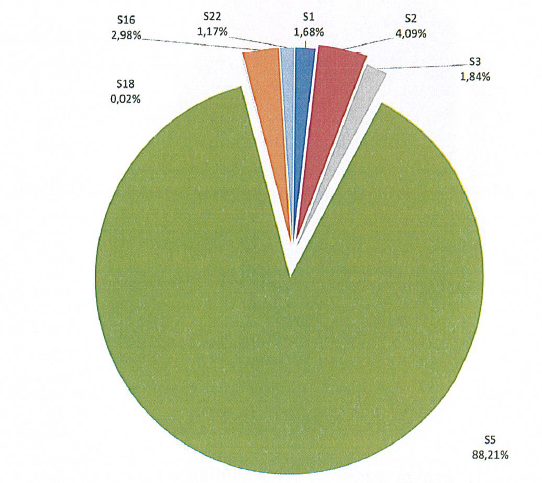 S16
2,98%
S22
1,17%
S1
1,68%
S2
4,09%
S3
1,84%
S18
0,02%
S5
88,21%